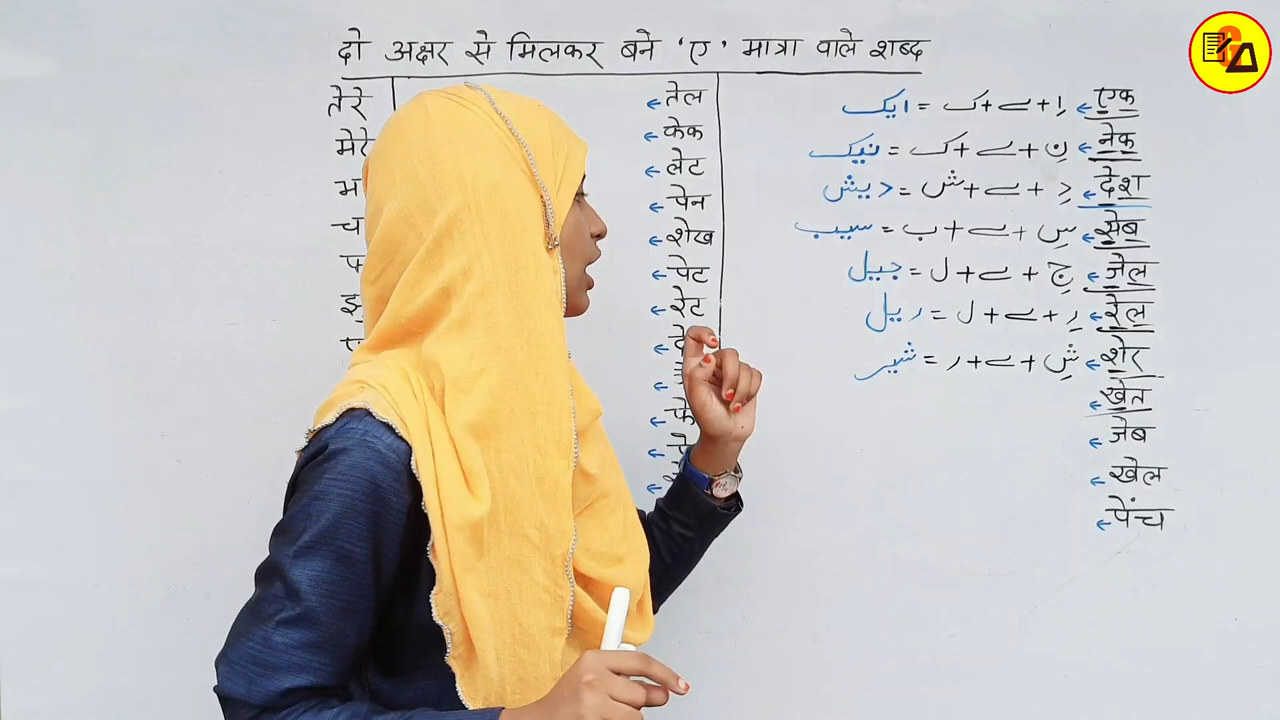 दो अक्षर से मिलकर बने 'ए' मात्रा वाले शब्द
एक ← اِ + ے + ک = ایک
नेक ← نِ + ے + ک = نیک
देश ← دِ + ے + ش = دیش
सेब ← سِ + ے + ب = سیب
जेल ← جِ + ے + ل = جیل
रेल ← رِ + ے + ل = ریل
शेर ← شِ + ے + ر = شیر
खेत ←
जेब ←
खेल ←
पेंच ←
तेल ←
केक ←
लेट ←
पेन ←
शेख ←
पेट ←
रेट ←
तेरे
मेरे